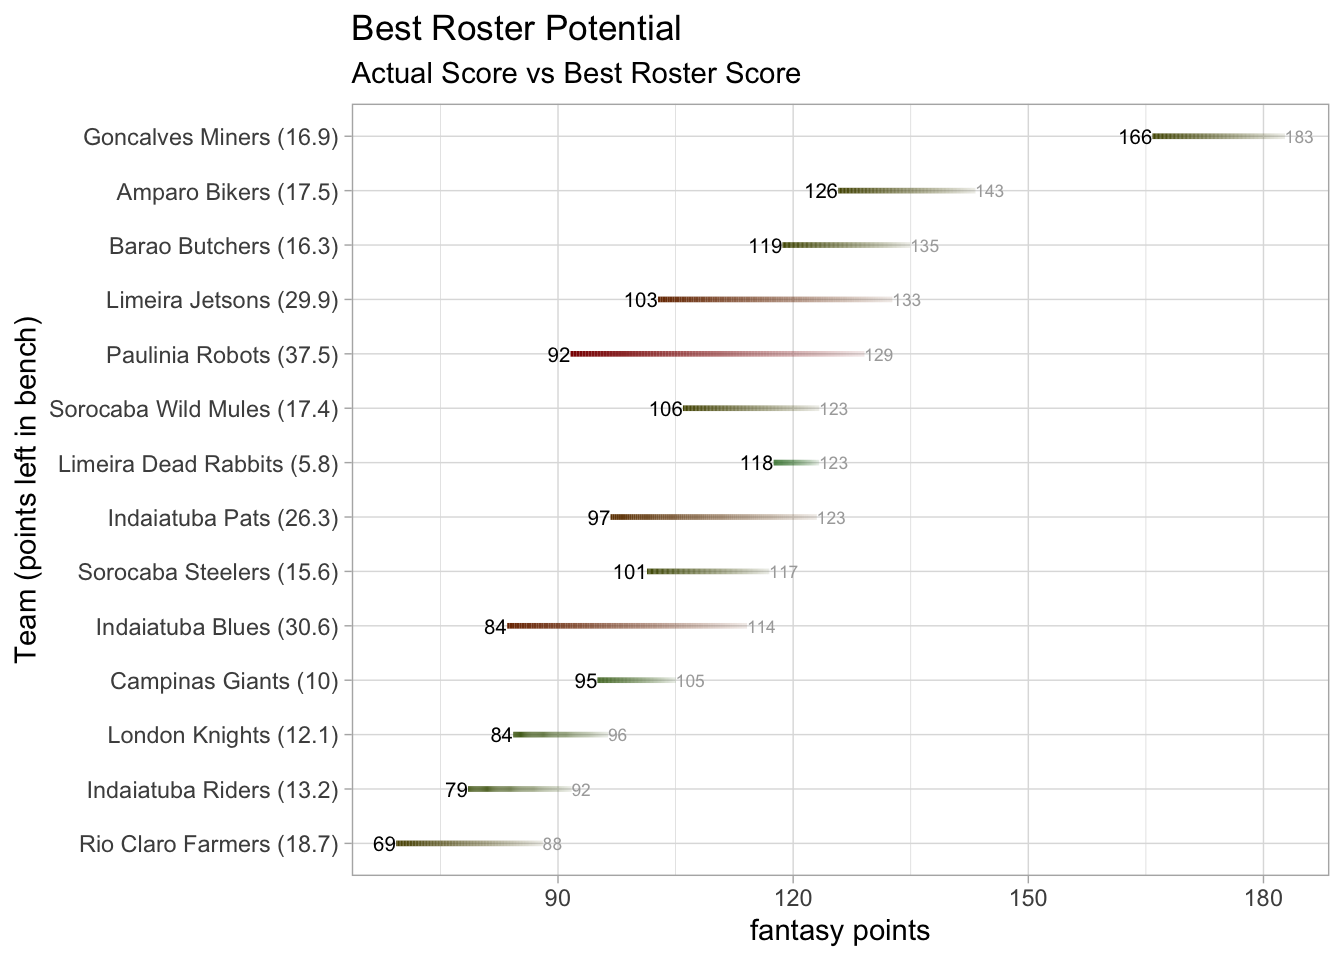 Best Roster Potential
Actual Score vs Best Roster Score
Team (points left in bench)
Goncalves Miners (16.9) 166 183
Amparo Bikers (17.5) 126 143
Barao Butchers (16.3) 119 135
Limeira Jetsons (29.9) 103 133
Paulinia Robots (37.5) 92 129
Sorocaba Wild Mules (17.4) 106 123
Limeira Dead Rabbits (5.8) 118 123
Indaiatuba Pats (26.3) 97 123
Sorocaba Steelers (15.6) 101 117
Indaiatuba Blues (30.6) 84 114
Campinas Giants (10) 95 105
London Knights (12.1) 84 96
Indaiatuba Riders (13.2) 79 92
Rio Claro Farmers (18.7) 69 88
90 120 150 180
fantasy points